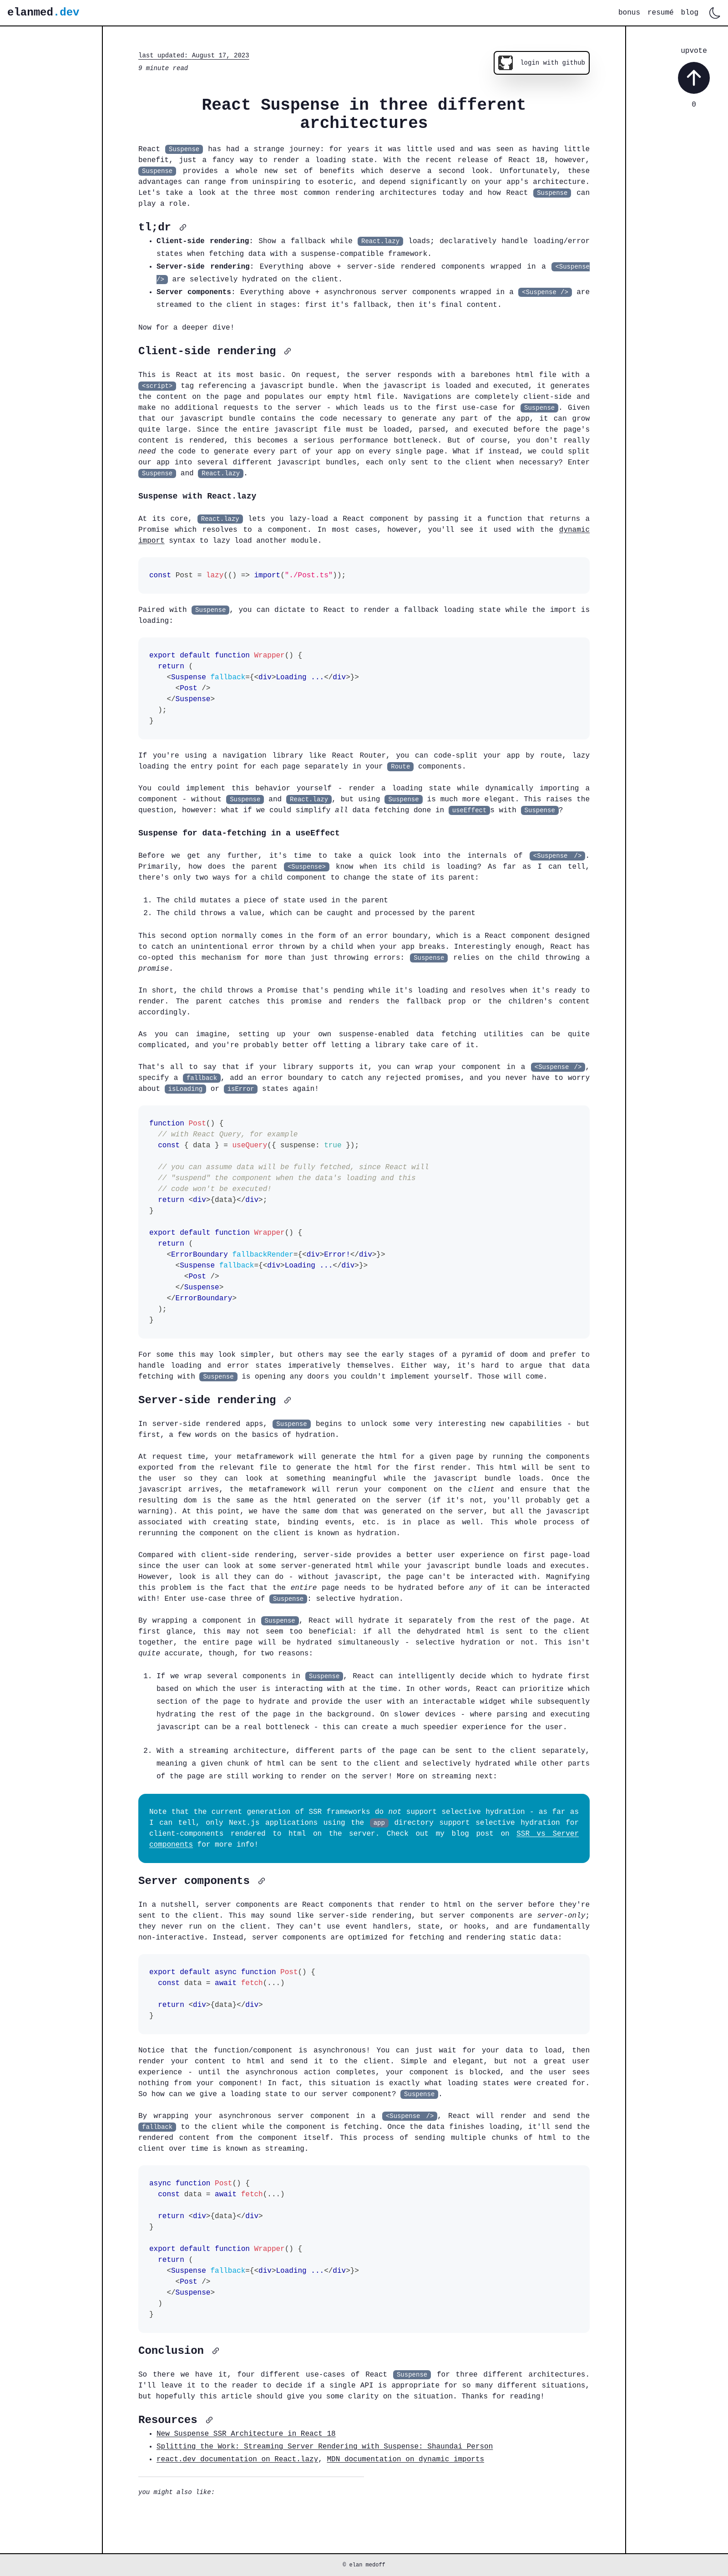 elanmed.dev
bonus resumé blog
last updated: August 17, 2023
9 minute read
login with github
upvote
0
React Suspense in three different
architectures
React Suspense has had a strange journey: for years it was little used and was seen as having little
benefit, just a fancy way to render a loading state. With the recent release of React 18, however,
Suspense provides a whole new set of benefits which deserve a second look. Unfortunately, these
advantages can range from uninspiring to esoteric, and depend significantly on your app's architecture.
Let's take a look at the three most common rendering architectures today and how React Suspense can
play a role.
tl;dr
• Client-side rendering: Show a fallback while React.lazy loads; declaratively handle loading/error
states when fetching data with a suspense-compatible framework.
• Server-side rendering: Everything above + server-side rendered components wrapped in a <Suspense
/> are selectively hydrated on the client.
• Server components: Everything above + asynchronous server components wrapped in a <Suspense /> are
streamed to the client in stages: first it's fallback, then it's final content.
Now for a deeper dive!
Client-side rendering
This is React at its most basic. On request, the server responds with a barebones html file with a
<script> tag referencing a javascript bundle. When the javascript is loaded and executed, it generates
the content on the page and populates our empty html file. Navigations are completely client-side and
make no additional requests to the server - which leads us to the first use-case for Suspense. Given
that our javascript bundle contains the code necessary to generate any part of the app, it can grow
quite large. Since the entire javascript file must be loaded, parsed, and executed before the page's
content is rendered, this becomes a serious performance bottleneck. But of course, you don't really
need the code to generate every part of your app on every single page. What if instead, we could split
our app into several different javascript bundles, each only sent to the client when necessary? Enter
Suspense and React.lazy.
Suspense with React.lazy
At its core, React.lazy lets you lazy-load a React component by passing it a function that returns a
Promise which resolves to a component. In most cases, however, you'll see it used with the dynamic
import syntax to lazy load another module.
const Post = lazy(() => import("./Post.ts"));
Paired with Suspense, you can dictate to React to render a fallback loading state while the import is
loading:
export default function Wrapper() {
return (
<Suspense fallback={<div>Loading ...</div>}>
<Post />
</Suspense>
);
}
If you're using a navigation library like React Router, you can code-split your app by route, lazy
loading the entry point for each page separately in your Route components.
You could implement this behavior yourself - render a loading state while dynamically importing a
component - without Suspense and React.lazy, but using Suspense is much more elegant. This raises the
question, however: what if we could simplify all data fetching done in useEffects with Suspense?
Suspense for data-fetching in a useEffect
Before we get any further, it's time to take a quick look into the internals of <Suspense />.
Primarily, how does the parent <Suspense> know when its child is loading? As far as I can tell,
there's only two ways for a child component to change the state of its parent:
1. The child mutates a piece of state used in the parent
2. The child throws a value, which can be caught and processed by the parent
This second option normally comes in the form of an error boundary, which is a React component designed
to catch an unintentional error thrown by a child when your app breaks. Interestingly enough, React has
co-opted this mechanism for more than just throwing errors: Suspense relies on the child throwing a
promise.
In short, the child throws a Promise that's pending while it's loading and resolves when it's ready to
render. The parent catches this promise and renders the fallback prop or the children's content
accordingly.
As you can imagine, setting up your own suspense-enabled data fetching utilities can be quite
complicated, and you're probably better off letting a library take care of it.
That's all to say that if your library supports it, you can wrap your component in a <Suspense />,
specify a fallback, add an error boundary to catch any rejected promises, and you never have to worry
about isLoading or isError states again!
function Post() {
// with React Query, for example
const { data } = useQuery({ suspense: true });
// you can assume data will be fully fetched, since React will
// "suspend" the component when the data's loading and this
// code won't be executed!
return <div>{data}</div>;
}
export default function Wrapper() {
return (
<ErrorBoundary fallbackRender={<div>Error!</div>}>
<Suspense fallback={<div>Loading ...</div>}>
<Post />
</Suspense>
</ErrorBoundary>
);
}
For some this may look simpler, but others may see the early stages of a pyramid of doom and prefer to
handle loading and error states imperatively themselves. Either way, it's hard to argue that data
fetching with Suspense is opening any doors you couldn't implement yourself. Those will come.
Server-side rendering
In server-side rendered apps, Suspense begins to unlock some very interesting new capabilities - but
first, a few words on the basics of hydration.
At request time, your metaframework will generate the html for a given page by running the components
exported from the relevant file to generate the html for the first render. This html will be sent to
the user so they can look at something meaningful while the javascript bundle loads. Once the
javascript arrives, the metaframework will rerun your component on the client and ensure that the
resulting dom is the same as the html generated on the server (if it's not, you'll probably get a
warning). At this point, we have the same dom that was generated on the server, but all the javascript
associated with creating state, binding events, etc. is in place as well. This whole process of
rerunning the component on the client is known as hydration.
Compared with client-side rendering, server-side provides a better user experience on first page-load
since the user can look at some server-generated html while your javascript bundle loads and executes.
However, look is all they can do - without javascript, the page can't be interacted with. Magnifying
this problem is the fact that the entire page needs to be hydrated before any of it can be interacted
with! Enter use-case three of Suspense: selective hydration.
By wrapping a component in Suspense, React will hydrate it separately from the rest of the page. At
first glance, this may not seem too beneficial: if all the dehydrated html is sent to the client
together, the entire page will be hydrated simultaneously - selective hydration or not. This isn't
quite accurate, though, for two reasons:
1. If we wrap several components in Suspense, React can intelligently decide which to hydrate first
based on which the user is interacting with at the time. In other words, React can prioritize which
section of the page to hydrate and provide the user with an interactable widget while subsequently
hydrating the rest of the page in the background. On slower devices - where parsing and executing
javascript can be a real bottleneck - this can create a much speedier experience for the user.
2. With a streaming architecture, different parts of the page can be sent to the client separately,
meaning a given chunk of html can be sent to the client and selectively hydrated while other parts
of the page are still working to render on the server! More on streaming next:
Note that the current generation of SSR frameworks do not support selective hydration - as far as
I can tell, only Next.js applications using the app directory support selective hydration for
client-components rendered to html on the server. Check out my blog post on SSR vs Server
components for more info!
Server components
In a nutshell, server components are React components that render to html on the server before they're
sent to the client. This may sound like server-side rendering, but server components are server-only;
they never run on the client. They can't use event handlers, state, or hooks, and are fundamentally
non-interactive. Instead, server components are optimized for fetching and rendering static data:
export default async function Post() {
const data = await fetch(...)
return <div>{data}</div>
}
Notice that the function/component is asynchronous! You can just wait for your data to load, then
render your content to html and send it to the client. Simple and elegant, but not a great user
experience - until the asynchronous action completes, your component is blocked, and the user sees
nothing from your component! In fact, this situation is exactly what loading states were created for.
So how can we give a loading state to our server component? Suspense.
By wrapping your asynchronous server component in a <Suspense />, React will render and send the
fallback to the client while the component is fetching. Once the data finishes loading, it'll send the
rendered content from the component itself. This process of sending multiple chunks of html to the
client over time is known as streaming.
async function Post() {
const data = await fetch(...)
return <div>{data}</div>
}
export default function Wrapper() {
return (
<Suspense fallback={<div>Loading ...</div>}>
<Post />
</Suspense>
)
}
Conclusion
So there we have it, four different use-cases of React Suspense for three different architectures.
I'll leave it to the reader to decide if a single API is appropriate for so many different situations,
but hopefully this article should give you some clarity on the situation. Thanks for reading!
Resources
• New Suspense SSR Architecture in React 18
• Splitting the Work: Streaming Server Rendering with Suspense: Shaundai Person
• react.dev documentation on React.lazy, MDN documentation on dynamic imports
you might also like:
© elan medoff